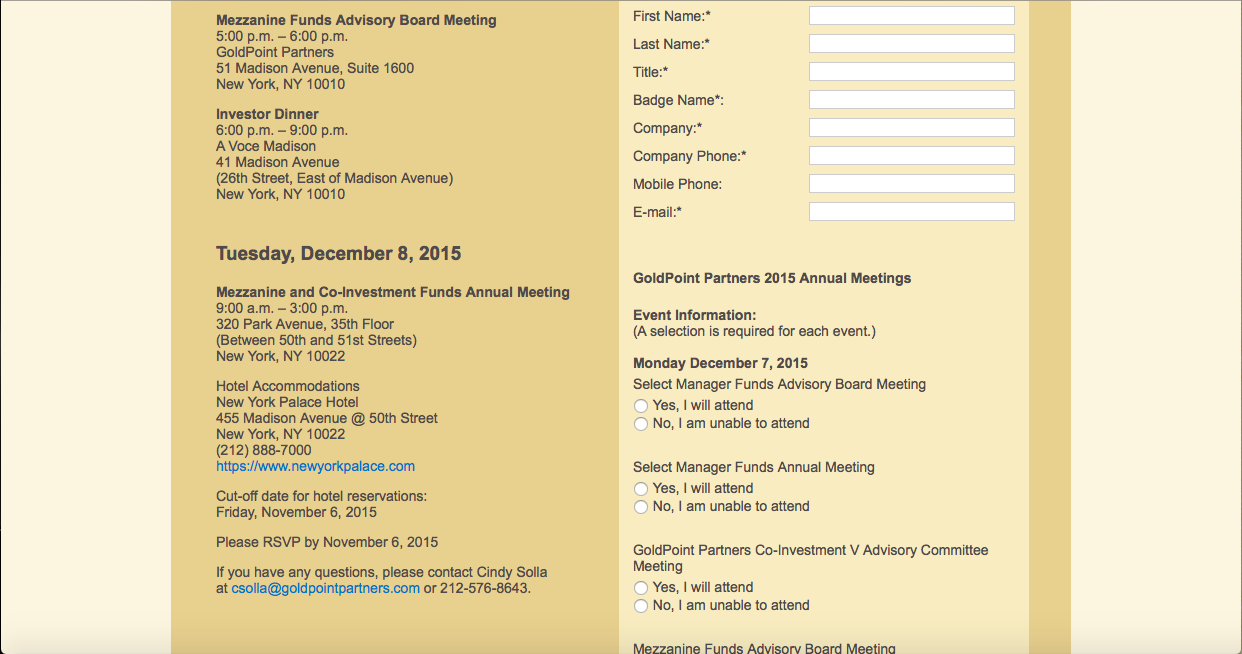 Mezzanine Funds Advisory Board Meeting
5:00 p.m. – 6:00 p.m.
GoldPoint Partners
51 Madison Avenue, Suite 1600
New York, NY 10010
Investor Dinner
6:00 p.m. – 9:00 p.m.
A Voce Madison
41 Madison Avenue
(26th Street, East of Madison Avenue)
New York, NY 10010
Tuesday, December 8, 2015
Mezzanine and Co-Investment Funds Annual Meeting
9:00 a.m. – 3:00 p.m.
320 Park Avenue, 35th Floor
(Between 50th and 51st Streets)
New York, NY 10022
Hotel Accommodations
New York Palace Hotel
455 Madison Avenue @ 50th Street
New York, NY 10022
(212) 888-7000
https://www.newyorkpalace.com
Cut-off date for hotel reservations:
Friday, November 6, 2015
Please RSVP by November 6, 2015
If you have any questions, please contact Cindy Solla
at csolla@goldpointpartners.com or 212-576-8643.
First Name:*
Last Name:*
Title:*
Badge Name*:
Company:*
Company Phone:*
Mobile Phone:
E-mail:*
GoldPoint Partners 2015 Annual Meetings
Event Information:
(A selection is required for each event.)
Monday December 7, 2015
Select Manager Funds Advisory Board Meeting
Yes, I will attend
No, I am unable to attend
Select Manager Funds Annual Meeting
Yes, I will attend
No, I am unable to attend
GoldPoint Partners Co-Investment V Advisory Committee
Meeting
Yes, I will attend
No, I am unable to attend
Mezzanine Funds Advisory Board Meeting